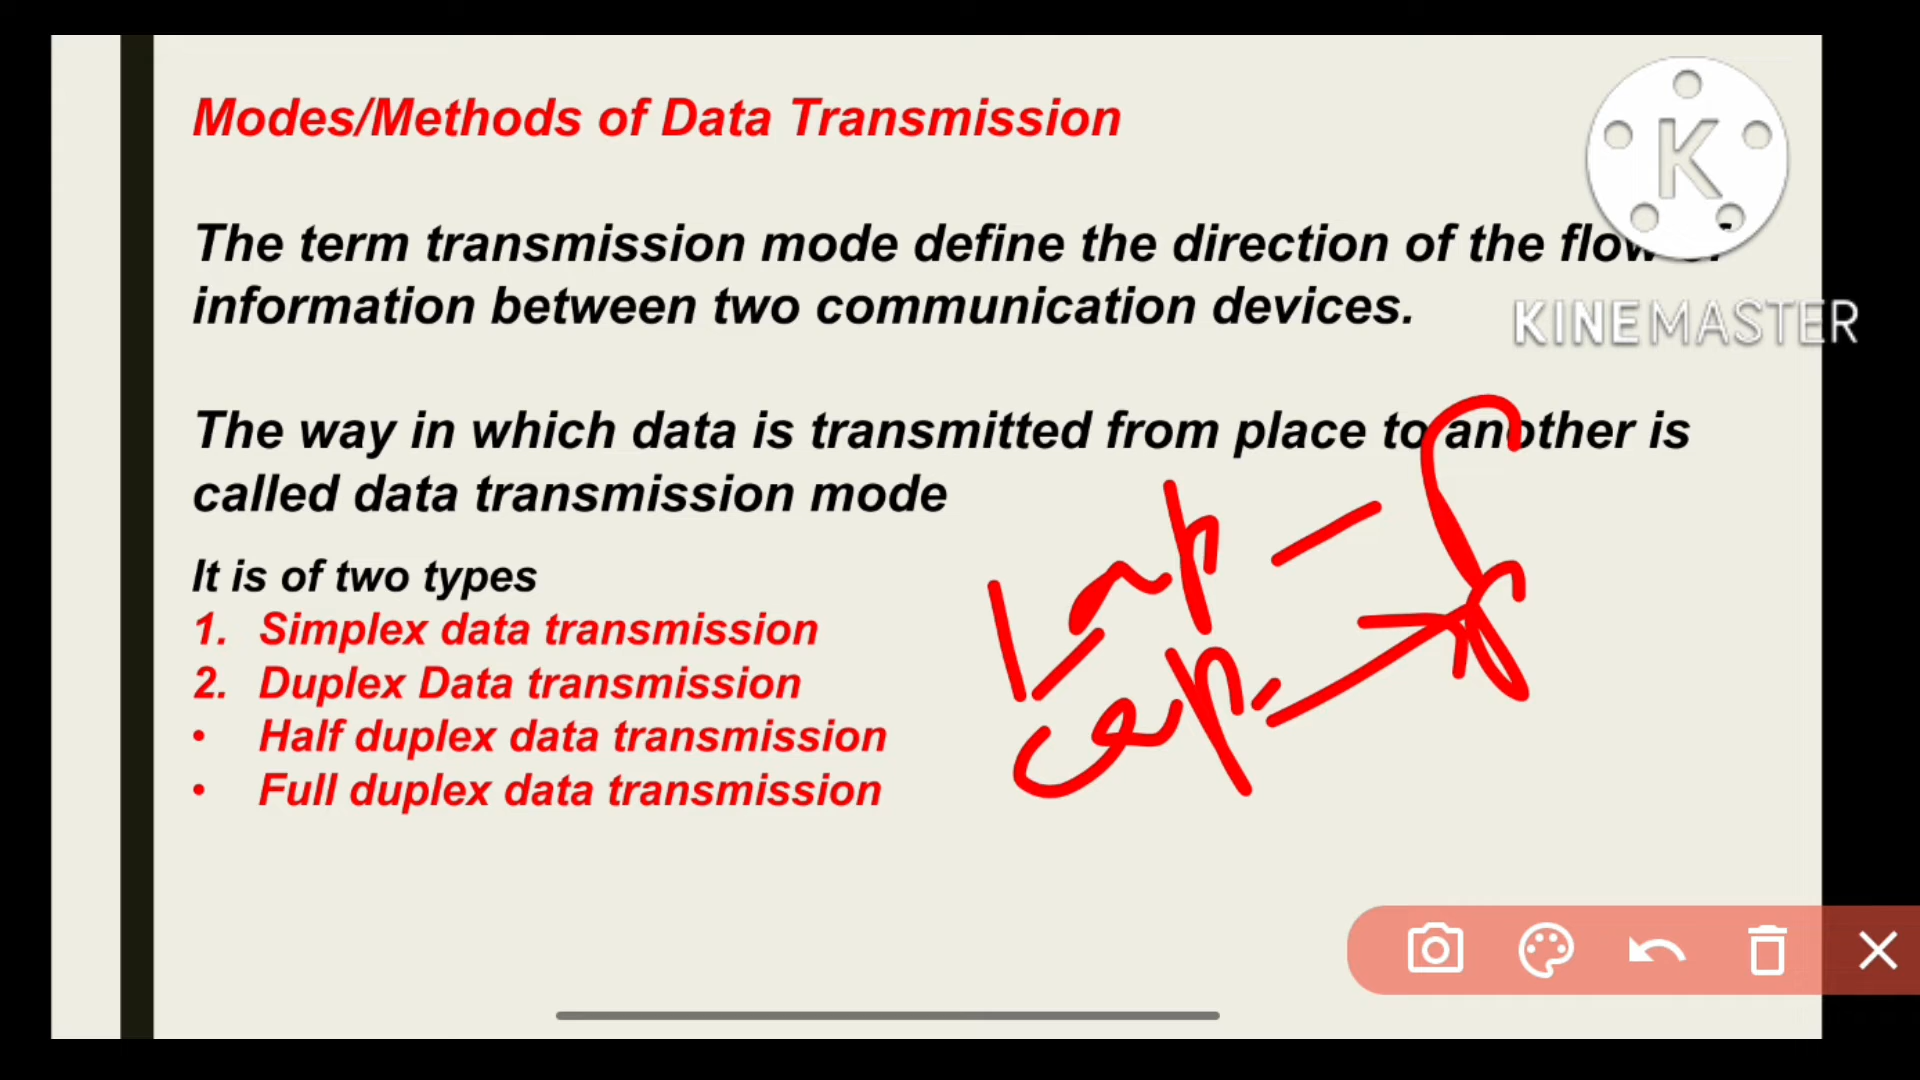 Modes/Methods of Data Transmission
The term transmission mode define the direction of the flow of
information between two communication devices.
KINEMASTER
The way in which data is transmitted from place to another is
called data transmission mode
It is of two types
1. Simplex data transmission
2. Duplex Data transmission
• Half duplex data transmission
• Full duplex data transmission
K